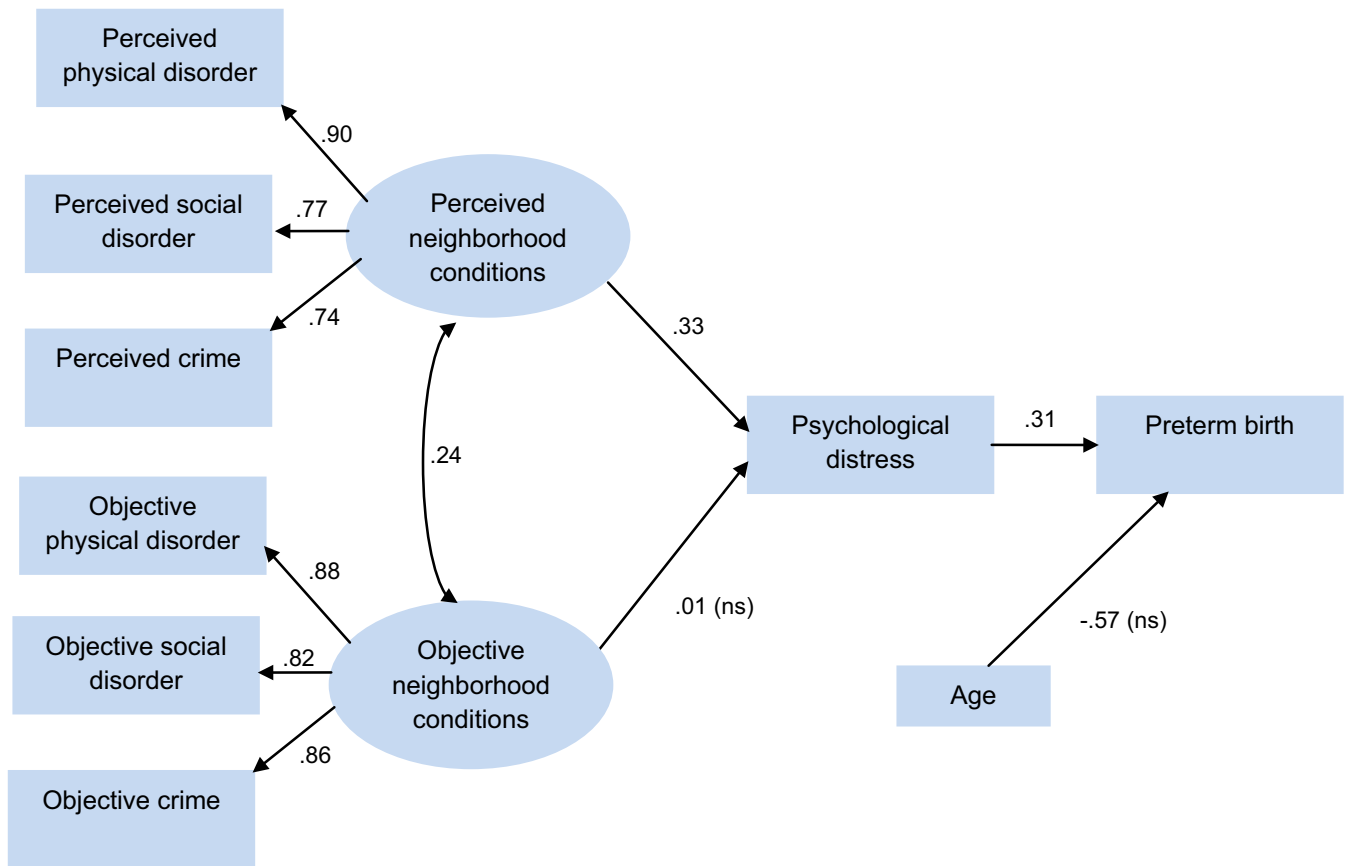 Perceived
physical disorder
.90
Perceived social
disorder
.77
Perceived
neighborhood
conditions
.74
Perceived crime
.33
.24
Psychological
distress
.31
Preterm birth
Objective
physical disorder
.88
.01 (ns)
-.57 (ns)
Objective social
disorder
.82
Objective
neighborhood
conditions
Age
.86
Objective crime